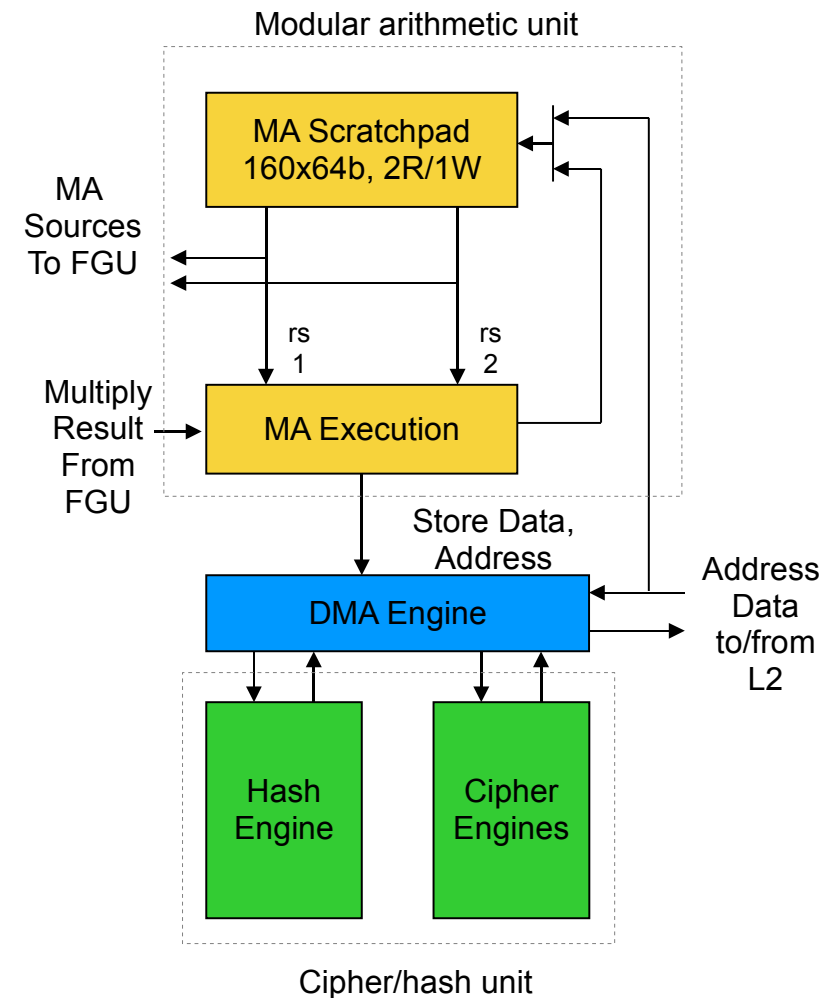 Modular arithmetic unit
MA Scratchpad
160x64b, 2R/1W
MA
Sources
To FGU
rs
1
rs
2
Multiply
Result
From
FGU
MA Execution
Store Data,
Address
DMA Engine
Address
Data
to/from
L2
Hash
Engine
Cipher
Engines
Cipher/hash unit